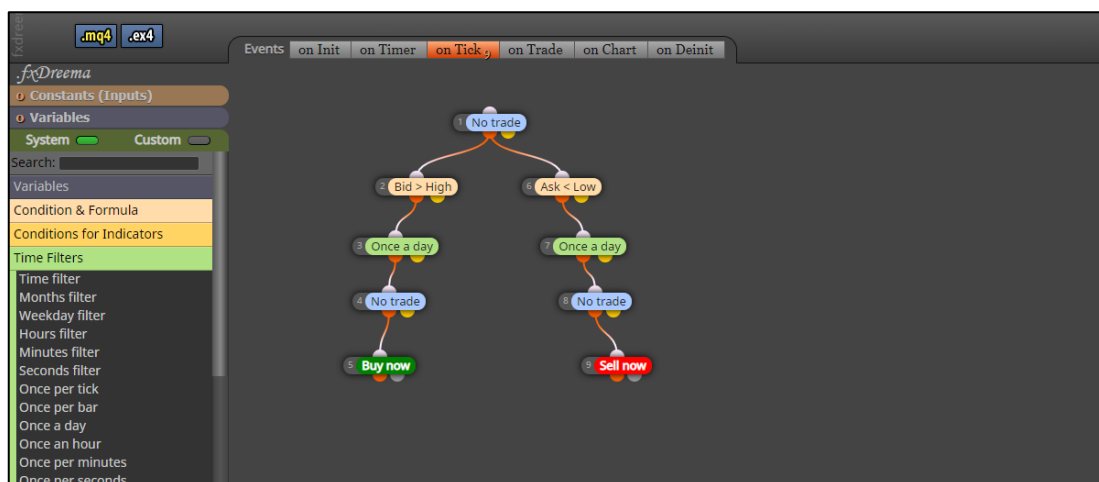 fxdreema
.mq4 .ex4
Events on Init on Timer on Tick 9 on Trade on Chart on Deinit
.fxDreema
o Constants (Inputs)
o Variables
System Custom
Search:
Variables
Condition & Formula
Conditions for Indicators
Time Filters
Time filter
Months filter
Weekday filter
Hours filter
Minutes filter
Seconds filter
Once per tick
Once per bar
Once a day
Once an hour
Once per minutes
Once per seconds
1 No trade
2 Bid > High
6 Ask < Low
3 Once a day
7 Once a day
4 No trade
8 No trade
5 Buy now
9 Sell now